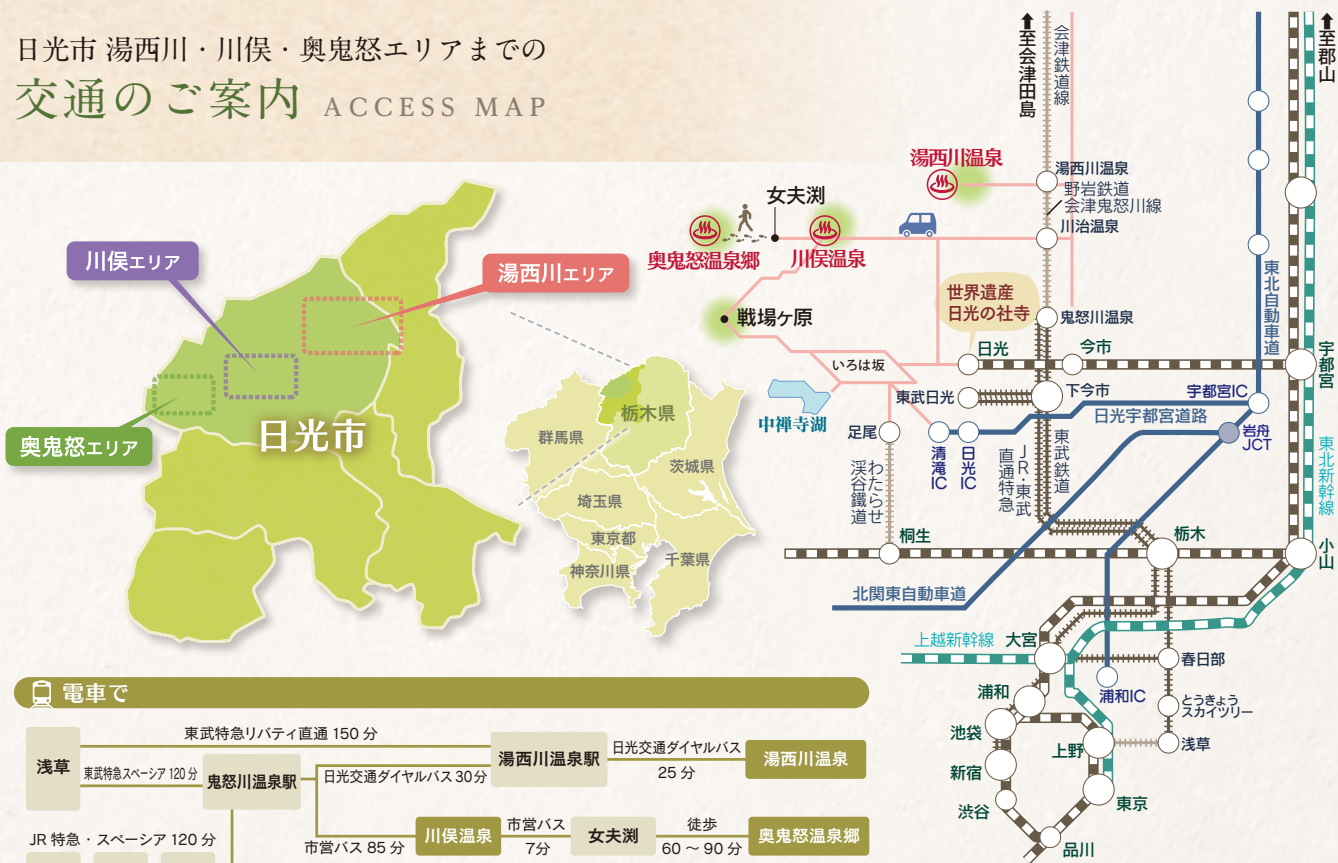 日光市 湯西川・川俣・奥鬼怒エリアまでの
交通のご案内 ACCESS MAP
川俣エリア
湯西川エリア
奥鬼怒エリア
日光市
栃木県
群馬県
茨城県
埼玉県
東京都
千葉県
神奈川県
至会津田島
会津鉄道線
至郡山
湯西川温泉
湯西川温泉
野岩鉄道
会津鬼怒川線
川治温泉
女夫渕
奥鬼怒温泉郷
川俣温泉
世界遺産
日光の社寺
鬼怒川温泉
東北自動車道
戦場ケ原
いろは坂
日光
今市
宇都宮
中禅寺湖
東武日光
下今市
宇都宮IC
日光宇都宮道路
足尾
清滝IC
日光IC
JR・東武
直通特急
東武鉄道
岩舟
JCT
東北新幹線
わたらせ
渓谷鐵道
桐生
栃木
小山
北関東自動車道
上越新幹線
大宮
春日部
浦和IC
浦和
とうきょう
スカイツリー
池袋
上野
浅草
新宿
渋谷
東京
品川
電車で
浅草
東武特急リバティ直通 150 分
東武特急スペーシア 120 分
鬼怒川温泉駅
日光交通ダイヤルバス 30分
湯西川温泉駅
日光交通ダイヤルバス
25 分
湯西川温泉
市営バス 85 分
川俣温泉
市営バス
7分
女夫渕
徒歩
60 〜 90 分
奥鬼怒温泉郷
JR 特急・スペーシア 120 分